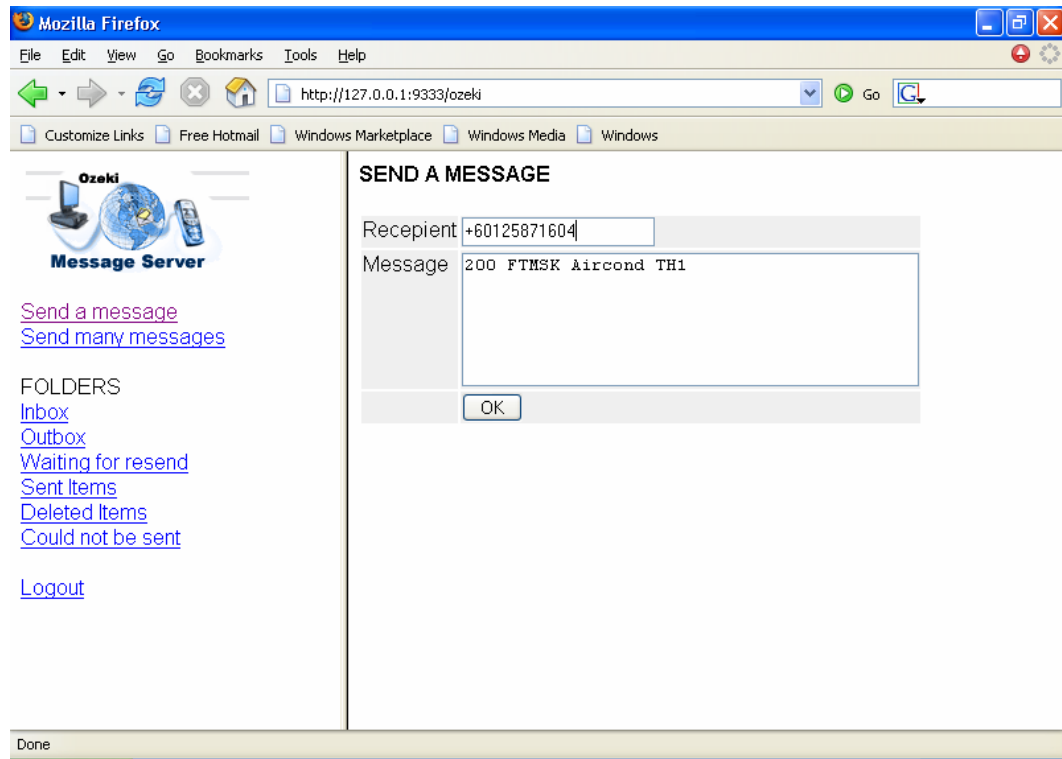 Mozilla Firefox
File Edit View Go Bookmarks Tools Help
http://127.0.0.1:9333/ozeki Go G
Customize Links Free Hotmail Windows Marketplace Windows Media Windows
Ozeki
Message Server
Send a message
Send many messages
FOLDERS
Inbox
Outbox
Waiting for resend
Sent Items
Deleted Items
Could not be sent
Logout
SEND A MESSAGE
Recepient +60125871604
Message 200 FTMSK Aircond TH1
OK
Done